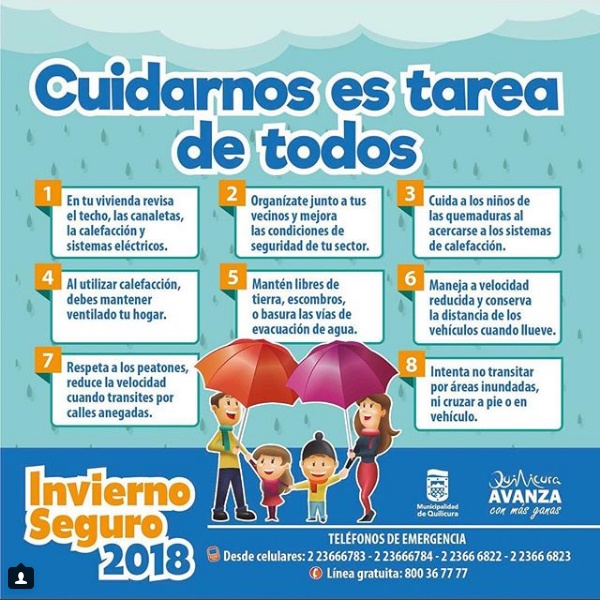 Cuidarnos es tarea
de todos
1
En tu vivienda revisa
el techo, las canaletas,
la calefacción y
sistemas eléctricos.
2
Organízate junto a tus
vecinos y mejora
las condiciones de
seguridad de tu sector.
3
Cuida a los niños de
las quemaduras al
acercarse a los sistemas
de calefacción.
4
Al utilizar calefacción,
debes mantener
ventilado tu hogar.
5
Mantén libres de
tierra, escombros,
o basura las vías de
evacuación de agua.
6
Maneja a velocidad
reducida y conserva
la distancia de los
vehículos cuando llueve.
7
Respeta a los peatones,
reduce la velocidad
cuando transites por
calles anegadas.
8
Intenta no transitar
por áreas inundadas,
ni cruzar a pie o en
vehículo.
Invierno
Seguro
2018
Municipalidad
de Quilicura
Quilicura
AVANZA
con más ganas
TELÉFONOS DE EMERGENCIA
Desde celulares: 2 23666783 - 2 23666784 - 2 2366 6822 - 2 2366 6823
Línea gratuita: 800 36 77 77